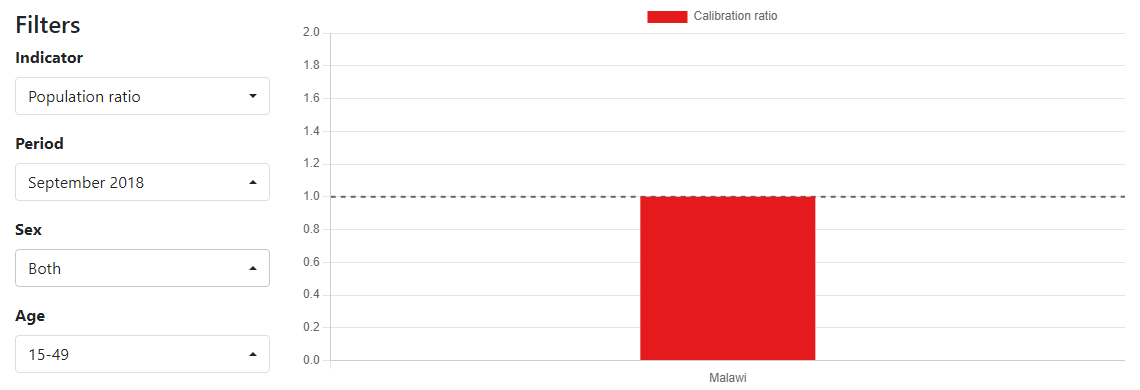 Filters
Indicator
Population ratio
Period
September 2018
Sex
Both
Age
15-49
Calibration ratio
2.0
1.8
1.6
1.4
1.2
1.0
0.8
0.6
0.4
0.2
0.0
Malawi